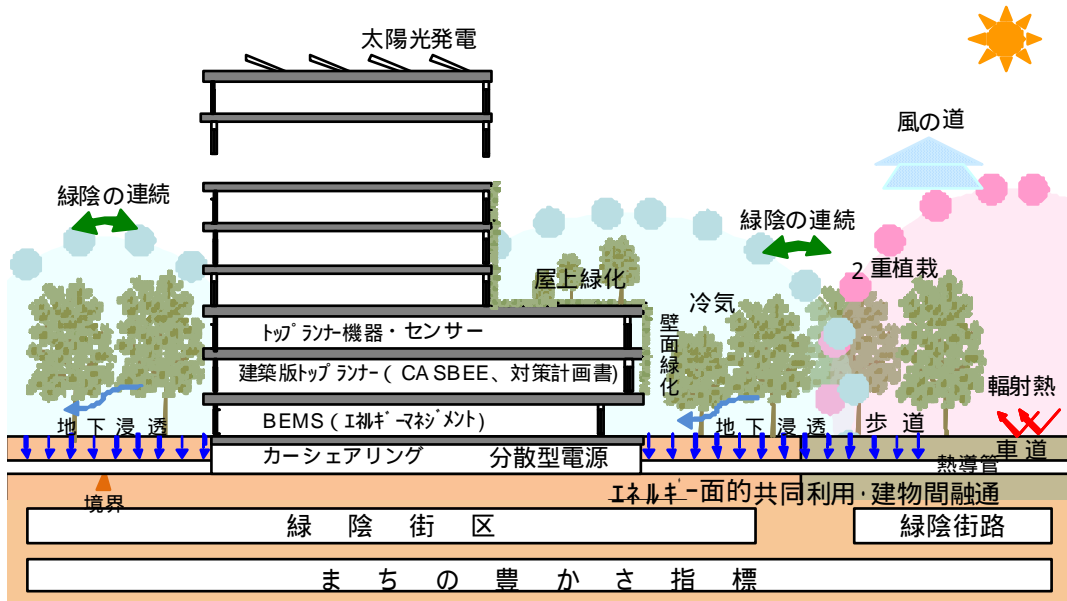 太陽光発電
風の道
緑陰の連続
緑陰の連続
2重植栽
屋上緑化
冷気
壁面緑化
トップランナー機器・センサー
建築版トップランナー(CASBEE、対策計画書)
輻射熱
BEMS(エネルギーマネジメント)
地下浸透
地下浸透
歩道
車道
カーシェアリング 分散型電源
熱導管
エネルギー面的共同利用・建物間融通
境界
緑陰街区
緑陰街路
まちの豊かさ指標